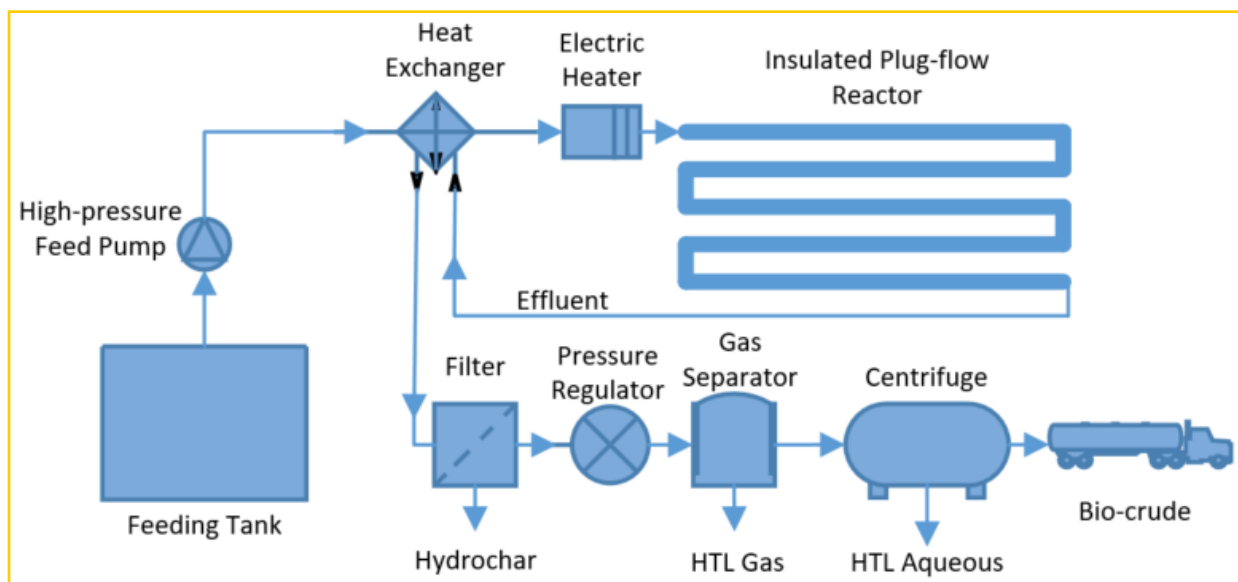 Heat
Exchanger
Electric
Heater
Insulated Plug-flow
Reactor
High-pressure
Feed Pump
Effluent
Feeding Tank
Filter
Pressure
Regulator
Gas
Separator
Centrifuge
Hydrochar
HTL Gas
HTL Aqueous
Bio-crude